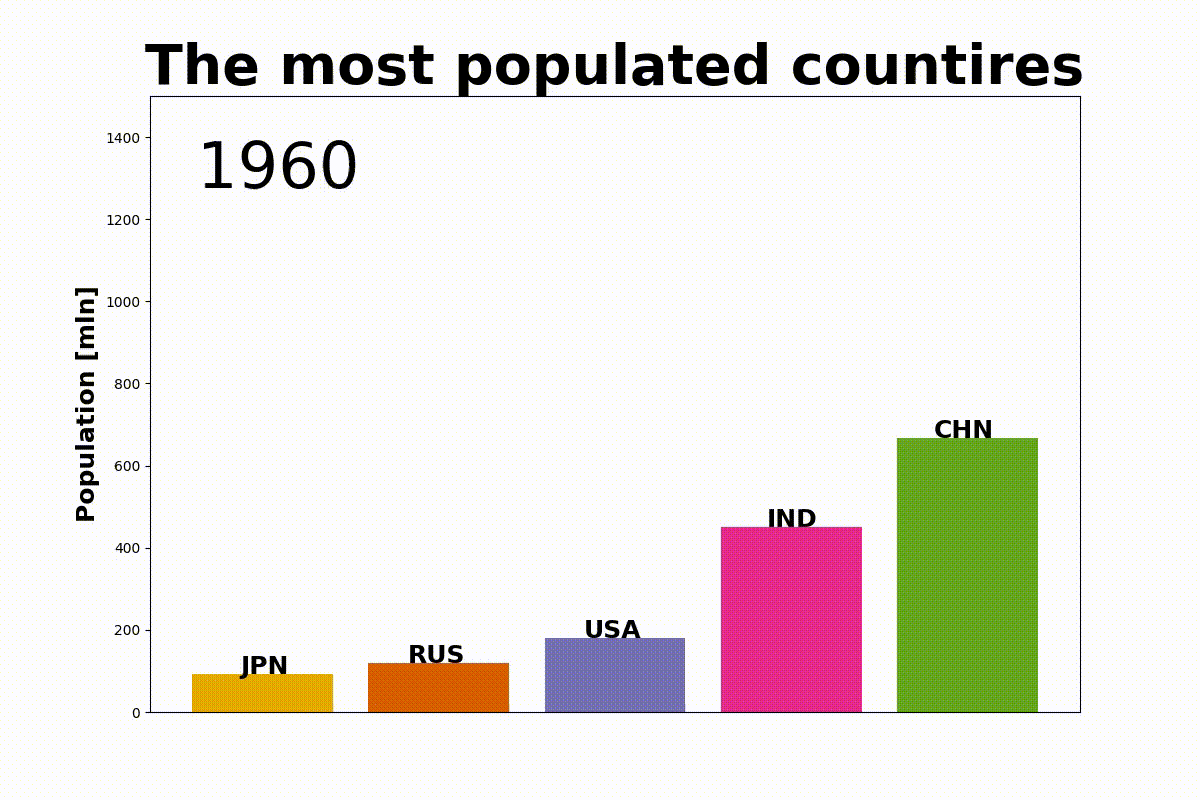 The most populated countires
1960
Population [mln]
1400
1200
1000
800
600
400
200
0
JPN
RUS
USA
IND
CHN